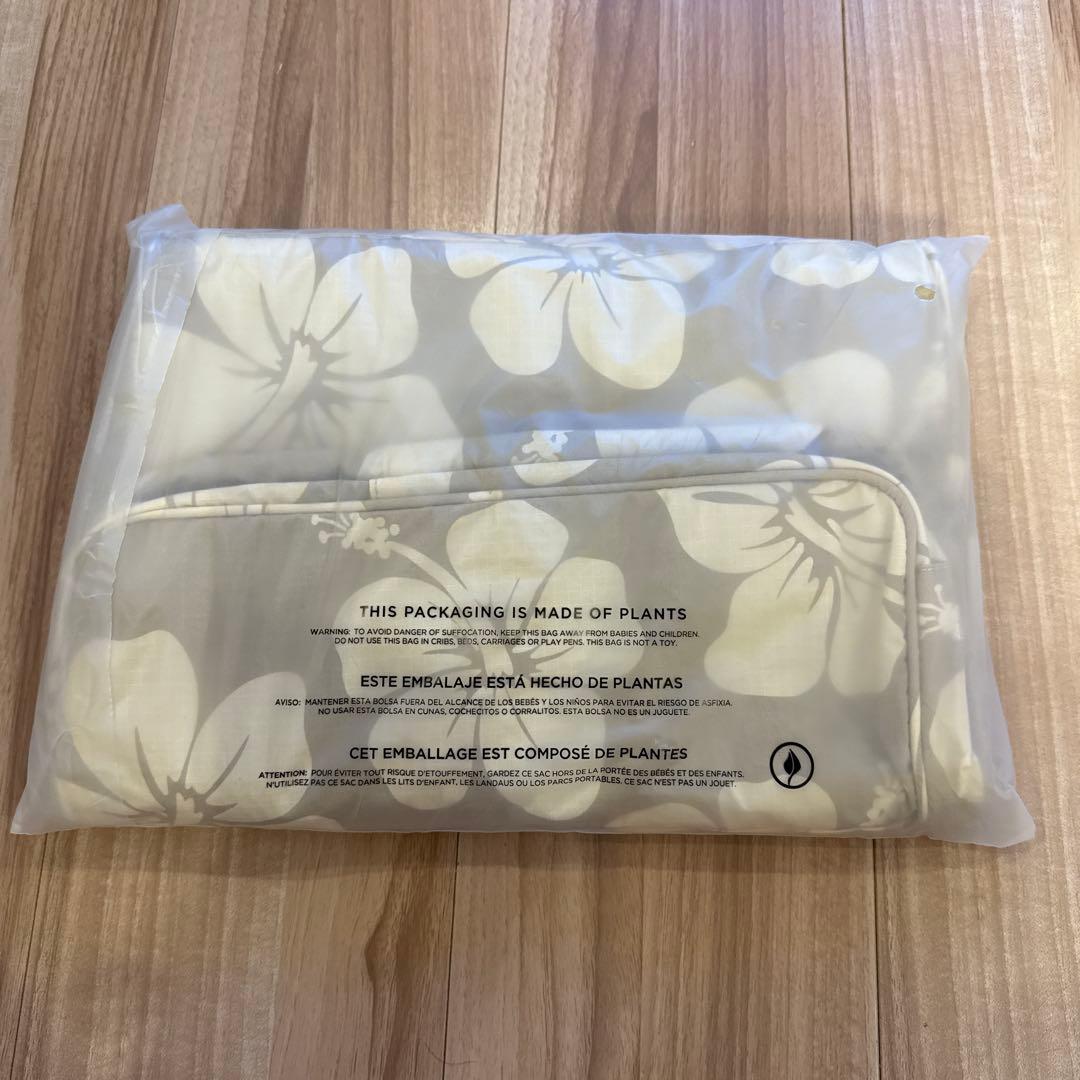 THIS PACKAGING IS MADE OF PLANTS
WARNING: TO AVOID DANGER OF SUFFOCATION, KEEP THIS BAG AWAY FROM BABIES AND CHILDREN.
DO NOT USE THIS BAG IN CRIBS, BEDS, CARRIAGES OR PLAY PENS. THIS BAG IS NOT A TOY.
ESTE EMBALAJE ESTÁ HECHO DE PLANTAS
AVISO: MANTENER ESTA BOLSA FUERA DEL ALCANCE DE LOS BEBÉS Y LOS NIÑOS PARA EVITAR EL RIESGO DE ASFIXIA.
NO USAR ESTA BOLSA EN CUNAS, COCHECITOS O CORRALITOS. ESTA BOLSA NO ES UN JUGUETE.
CET EMBALLAGE EST COMPOSÉ DE PLANTES
ATTENTION: POUR ÉVITER TOUT RISQUE D'ETOUFFEMENT, GARDEZ CE SAC HORS DE LA PORTÉE DES BÉBÉS ET DES ENFANTS.
N'UTILISEZ PAS CE SAC DANS LES LITS D'ENFANT, LES LANDAUS OU LOS PARCS PORTABLES. CE SAC N'EST PAS UN JOUET.